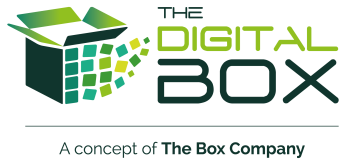 THE
DIGITAL
BOX
A concept of The Box Company